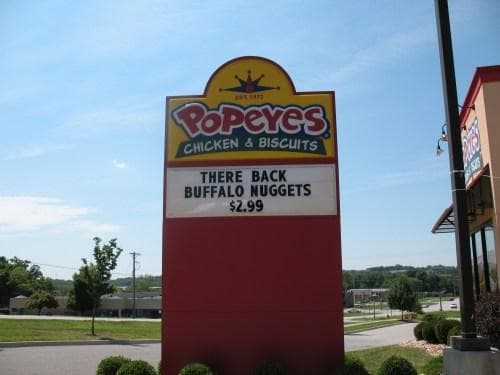 EST. 1972
POPEYES
CHICKEN & BISCUITS
THERE BACK
BUFFALO NUGGETS
$2.99